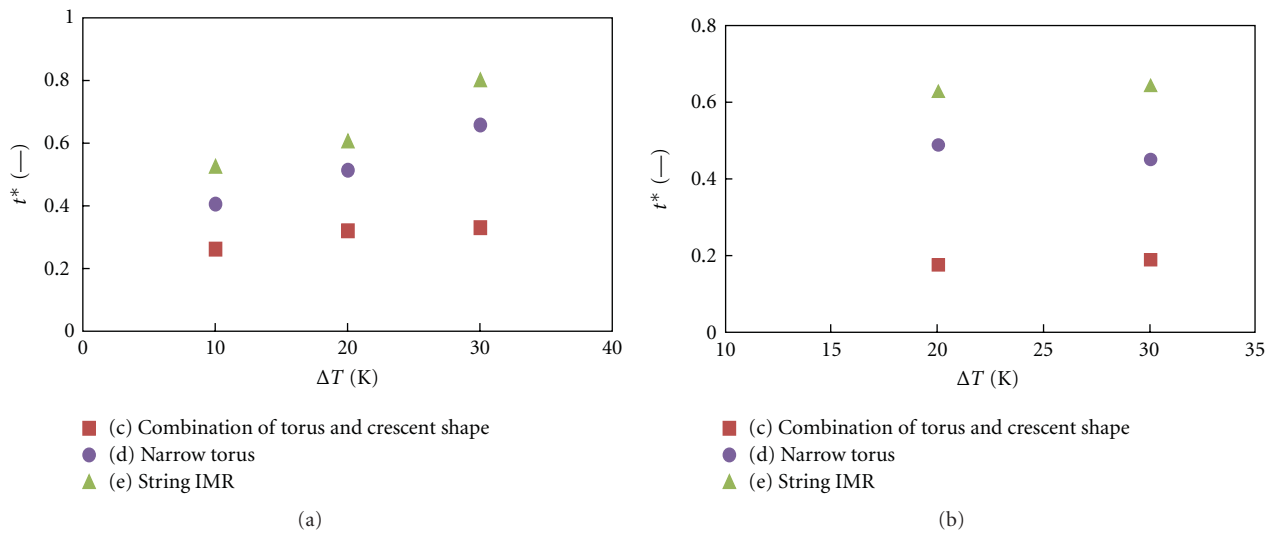 1
0.8
0.6
0.4
0.2
0
t* (—)
0
10
20
30
40
ΔT (K)
(c) Combination of torus and crescent shape
(d) Narrow torus
(e) String IMR
(a)
0.8
0.6
0.4
0.2
0
t* (—)
10
15
20
25
30
35
ΔT (K)
(c) Combination of torus and crescent shape
(d) Narrow torus
(e) String IMR
(b)